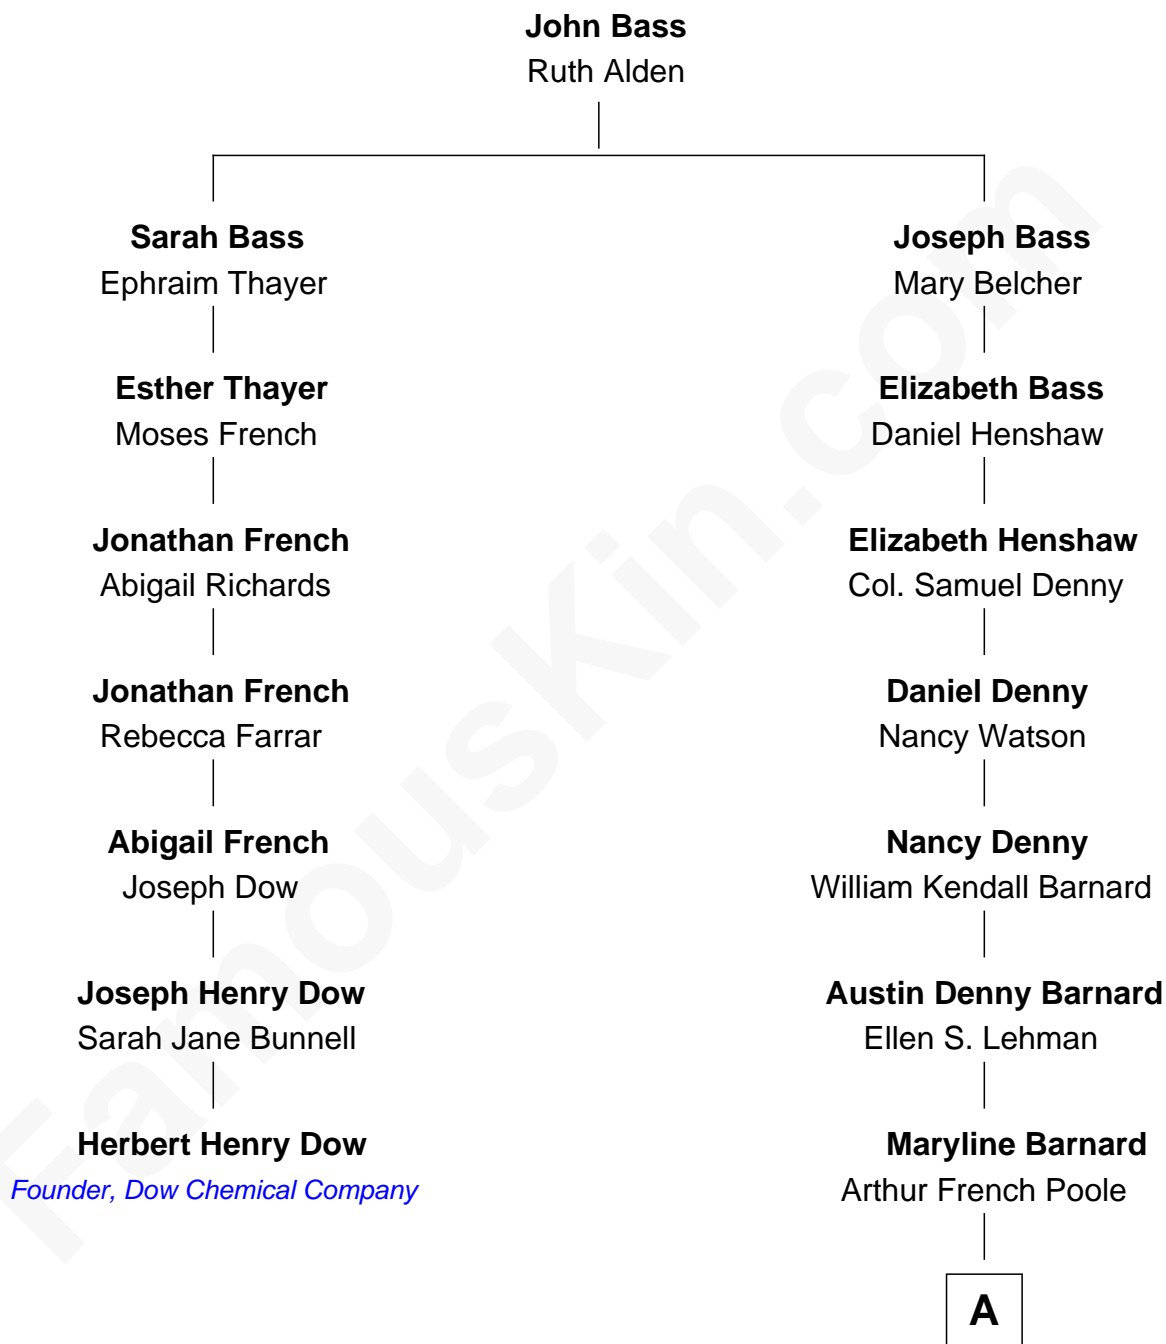 John Bass
Ruth Alden
Sarah Bass
Ephraim Thayer
Joseph Bass
Mary Belcher
Esther Thayer
Moses French
Elizabeth Bass
Daniel Henshaw
Jonathan French
Abigail Richards
Elizabeth Henshaw
Col. Samuel Denny
Jonathan French
Rebecca Farrar
Daniel Denny
Nancy Watson
Abigail French
Joseph Dow
Nancy Denny
William Kendall Barnard
Joseph Henry Dow
Sarah Jane Bunnell
Austin Denny Barnard
Ellen S. Lehman
Herbert Henry Dow
Founder, Dow Chemical Company
Maryline Barnard
Arthur French Poole
A
FamousKin.com